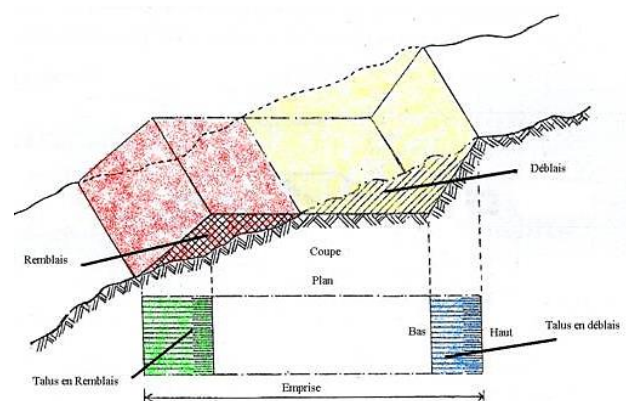 Déblais
Remblais
Coupe
Plan
Bas
Haut
Talus en déblais
Talus en Remblais
Emprise